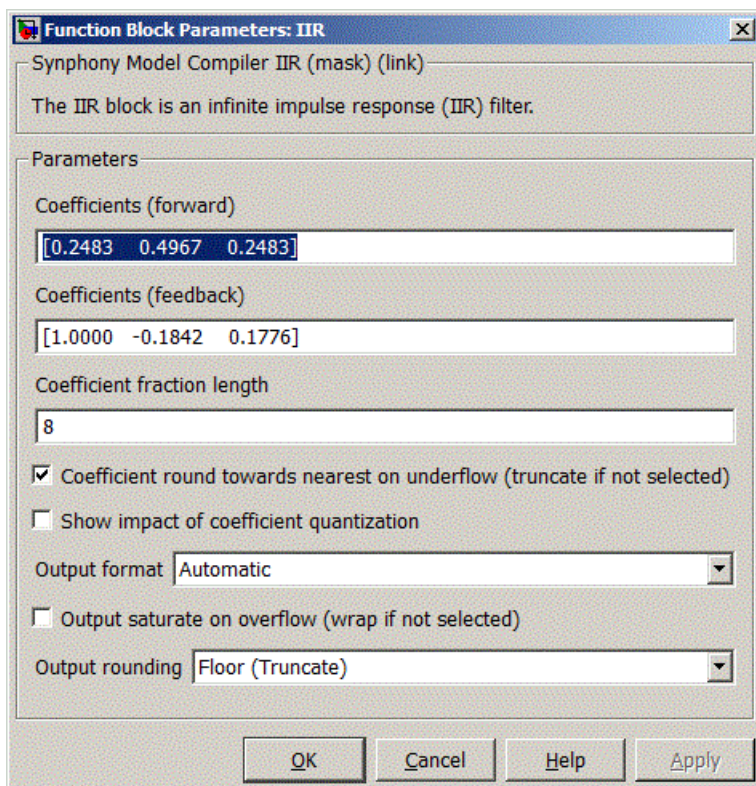 Function Block Parameters: IIR
Synphony Model Compiler IIR (mask) (link)
The IIR block is an infinite impulse response (IIR) filter.
Parameters
Coefficients (forward)
[0.2483 0.4967 0.2483]
Coefficients (feedback)
[1.0000 -0.1842 0.1776]
Coefficient fraction length
8
Coefficient round towards nearest on underflow (truncate if not selected)
Show impact of coefficient quantization
Output format Automatic
Output saturate on overflow (wrap if not selected)
Output rounding Floor (Truncate)
OK Cancel Help Apply